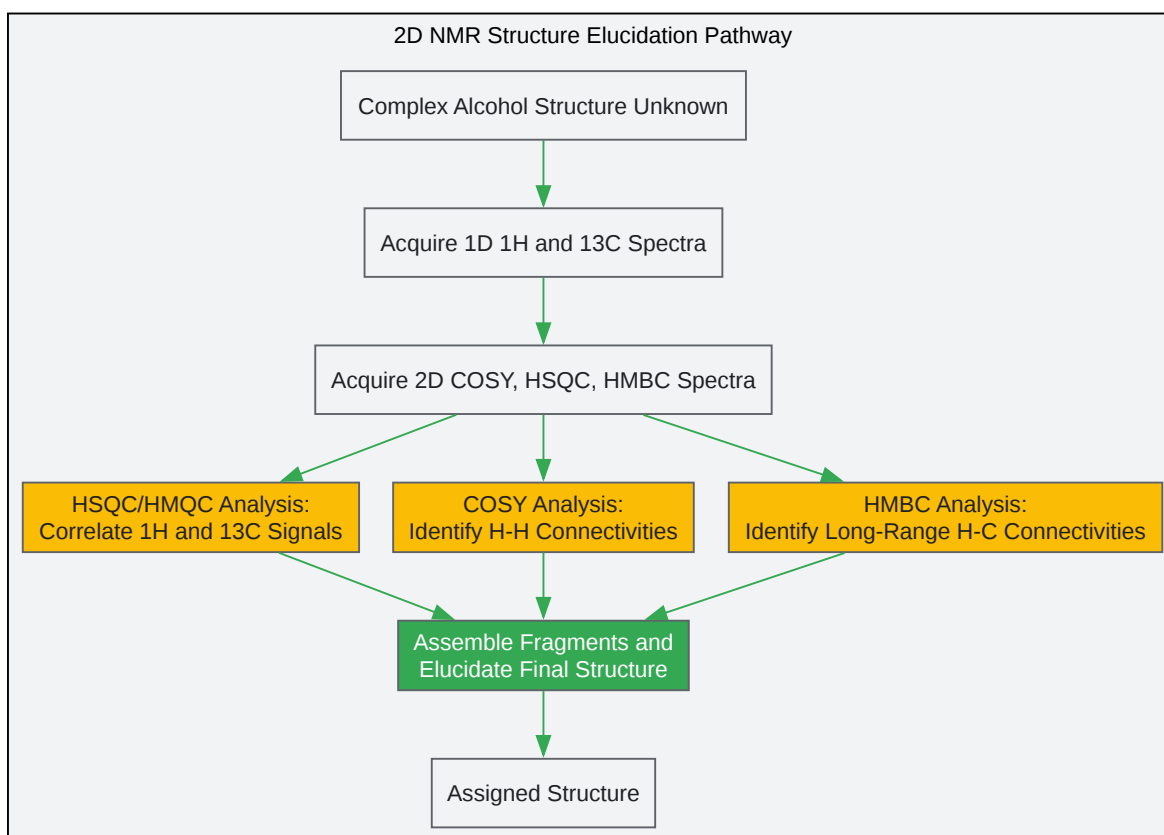 2D NMR Structure Elucidation Pathway
Complex Alcohol Structure Unknown
Acquire 1D 1H and 13C Spectra
Acquire 2D COSY, HSQC, HMBC Spectra
HSQC/HMQC Analysis:
Correlate 1H and 13C Signals
COSY Analysis:
Identify H-H Connectivities
HMBC Analysis:
Identify Long-Range H-C Connectivities
Assemble Fragments and
Elucidate Final Structure
Assigned Structure